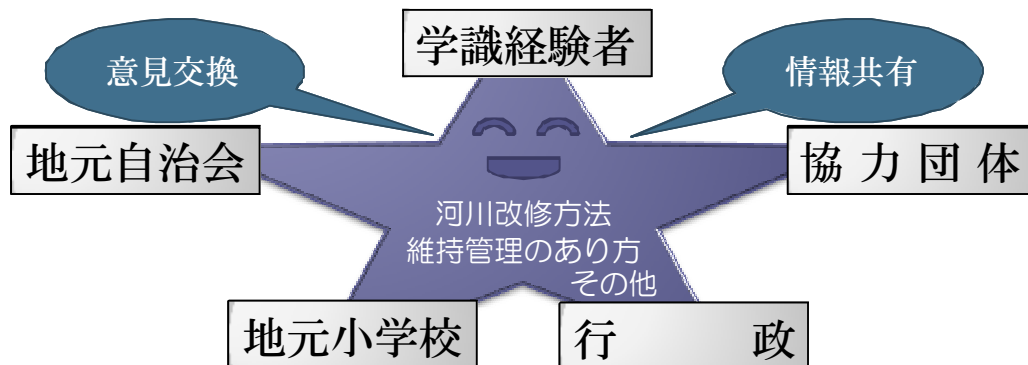 学識経験者
意見交換
情報共有
地元自治会
協力団体
河川改修方法
維持管理のあり方
その他
地元小学校
行政